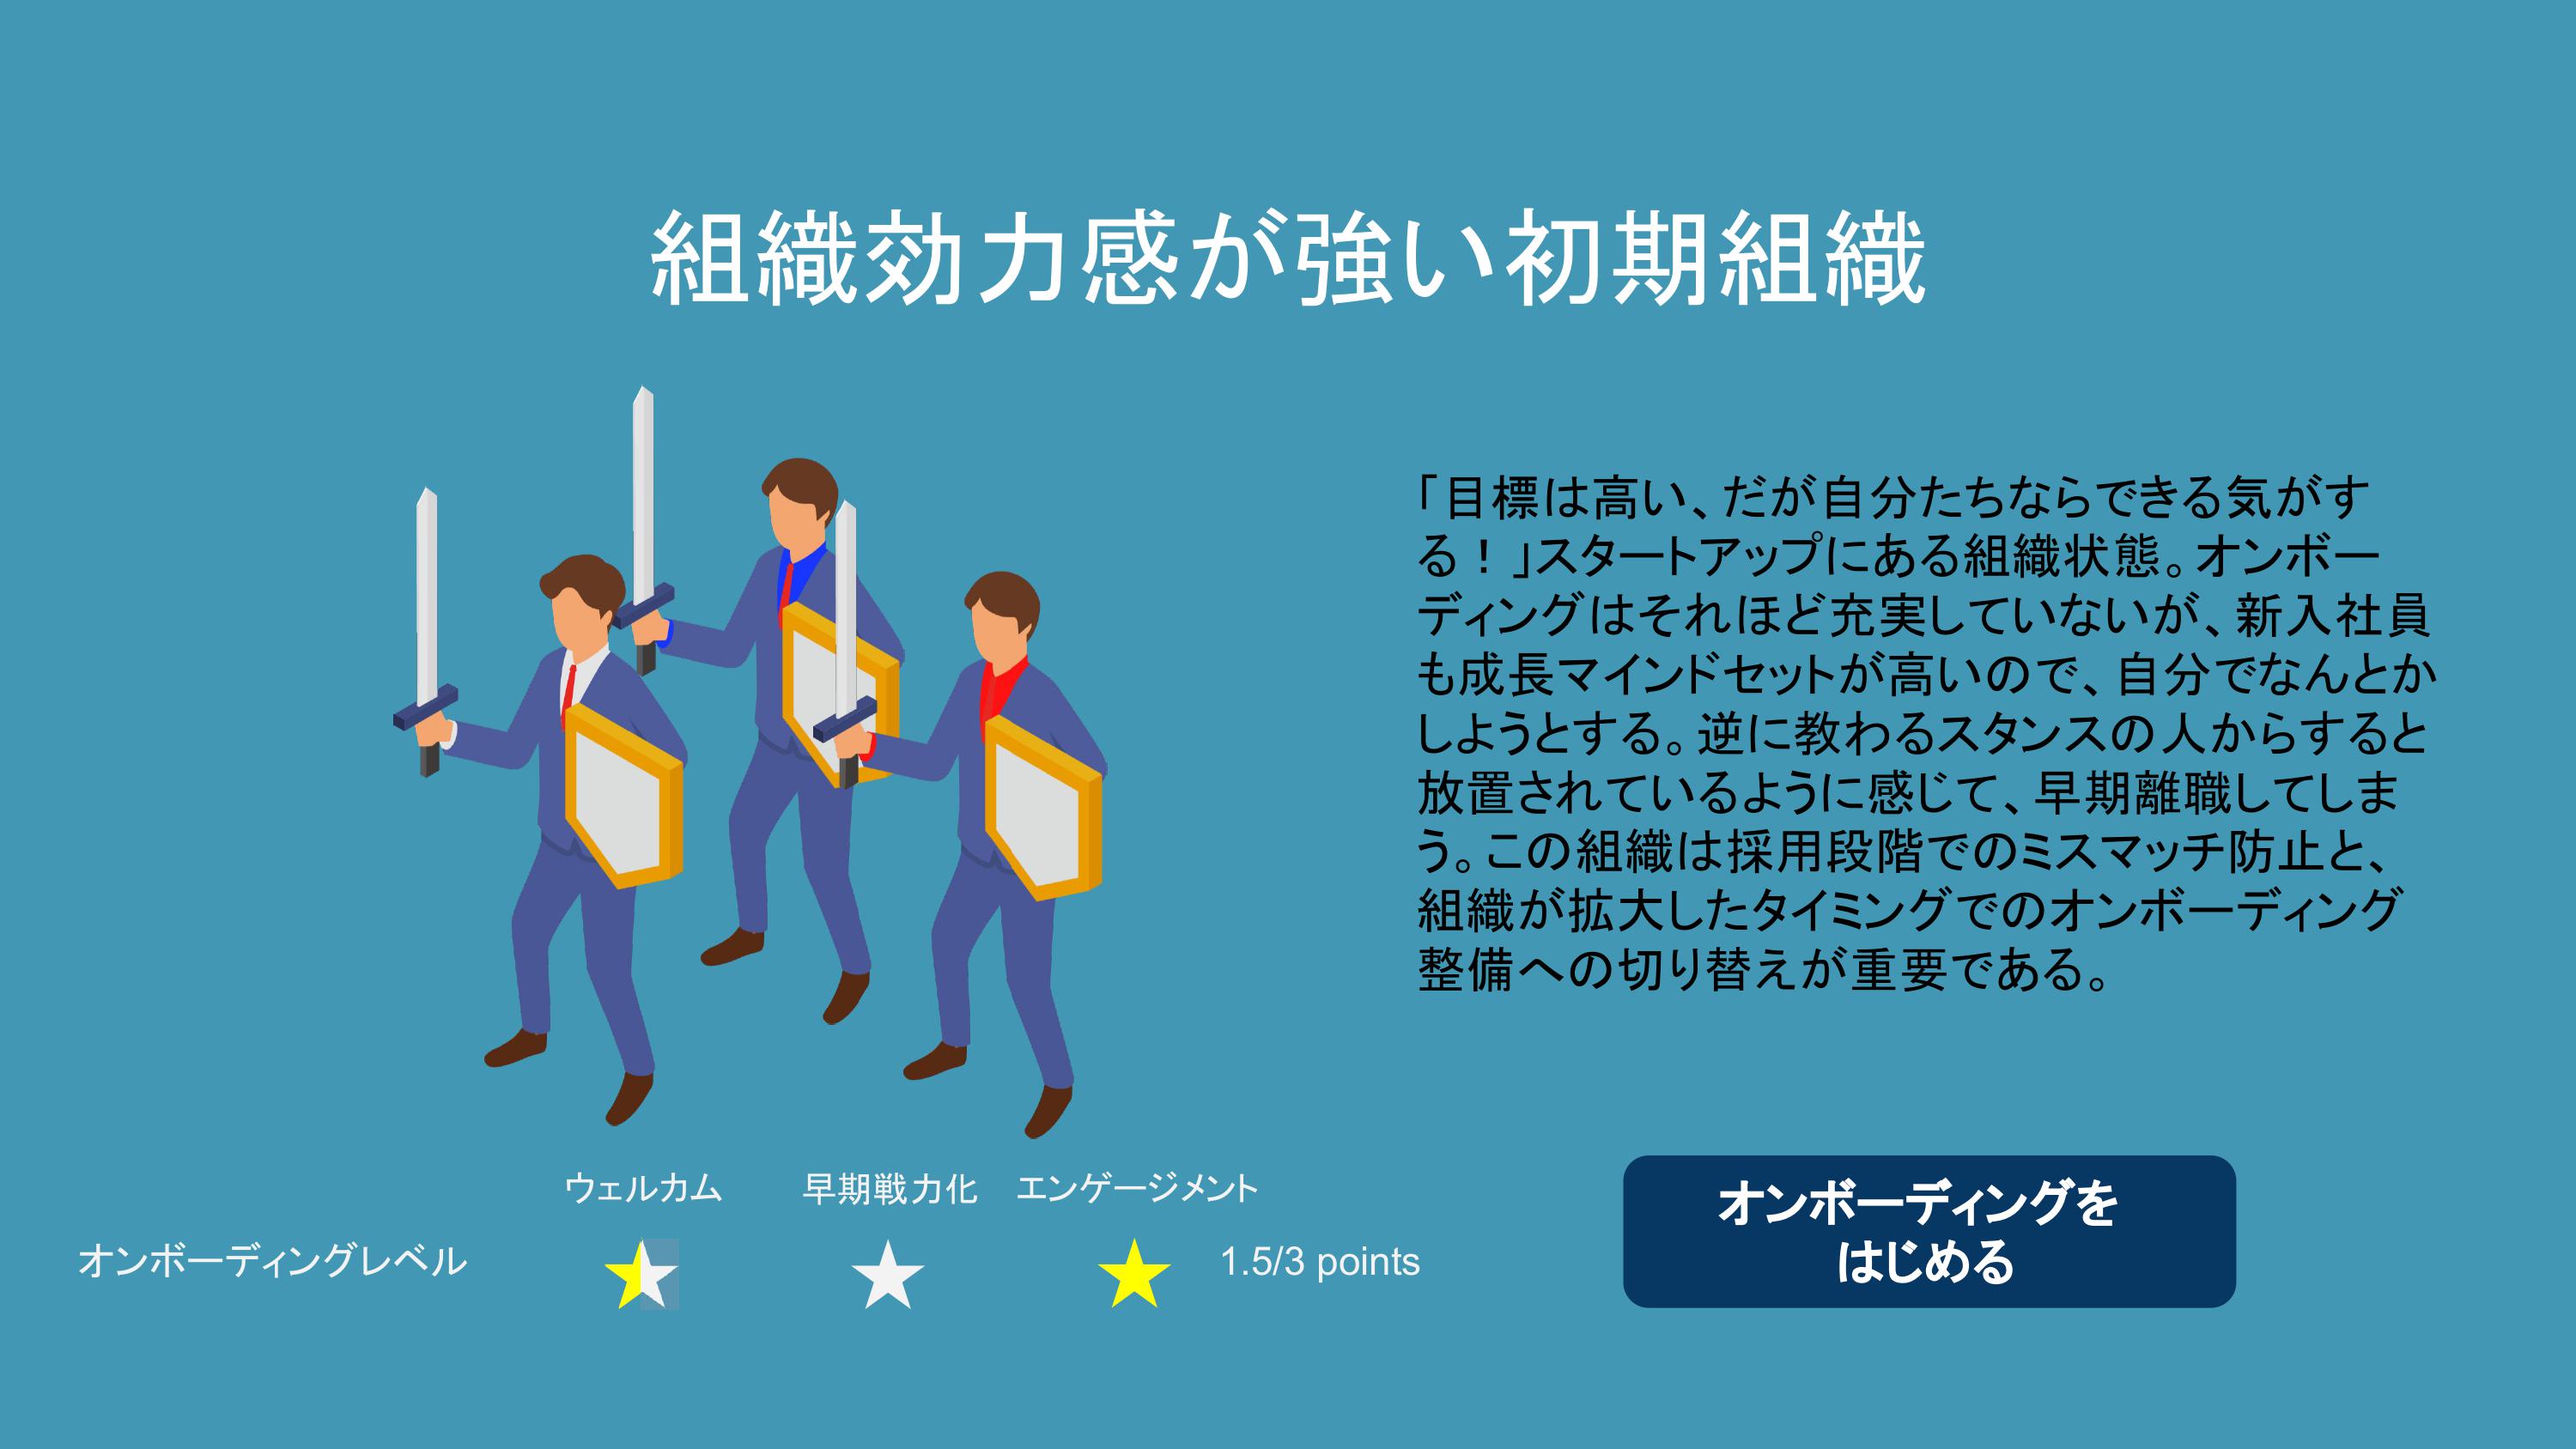 組織効力感が強い初期組織
「目標は高い、だが自分たちならできる気がす
る！」スタートアップにある組織状態。オンボー
ディングはそれほど充実していないが、新入社員
も成長マインドセットが高いので、自分でなんとか
しようとする。逆に教わるスタンスの人からすると
放置されているように感じて、早期離職してしま
う。この組織は採用段階でのミスマッチ防止と、
組織が拡大したタイミングでのオンボーディング
整備への切り替えが重要である。
ウェルカム 早期戦力化 エンゲージメント
オンボーディングレベル 1.5/3 points
オンボーディングを
はじめる